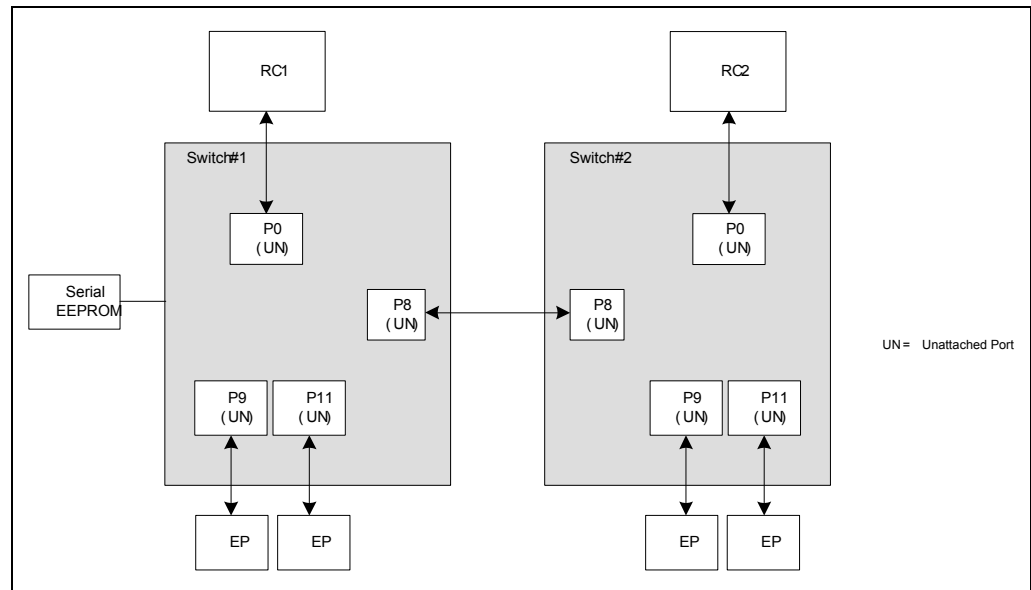 RC1
RC2
Switch#1
Switch#2
P0
(UN)
P0
(UN)
Serial
EEPROM
P8
(UN)
P8
(UN)
UN= Unattached Port
P9
(UN)
P11
(UN)
P9
(UN)
P11
(UN)
EP
EP
EP
EP